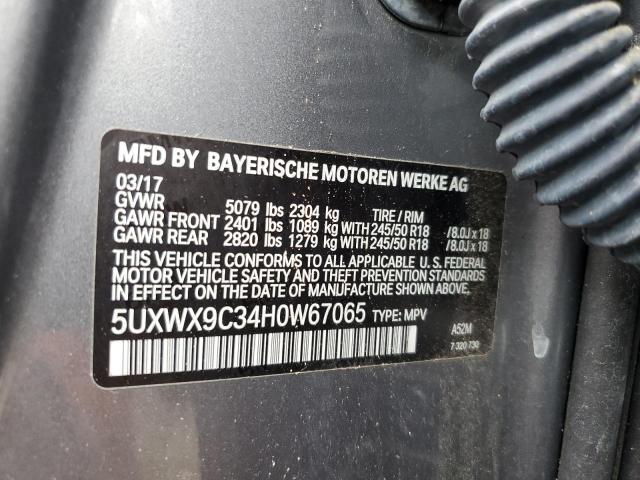 MFD BY BAYERISCHE MOTOREN WERKE AG
03/17
GVWR 5079 lbs 2304 kg TIRE / RIM
GAWR FRONT 2401 lbs 1089 kg WITH 245/50 R18 /8.0J x 18
GAWR REAR 2820 lbs 1279 kg WITH 245/50 R18 /8.0J x 18
THIS VEHICLE CONFORMS TO ALL APPLICABLE U. S. FEDERAL
MOTOR VEHICLE SAFETY AND THEFT PREVENTION STANDARDS
IN EFFECT ON THE DATE OF MANUFACTURE SHOWN ABOVE.
5UXWX9C34H0W67065 TYPE: MPV
A52M
7 320 730